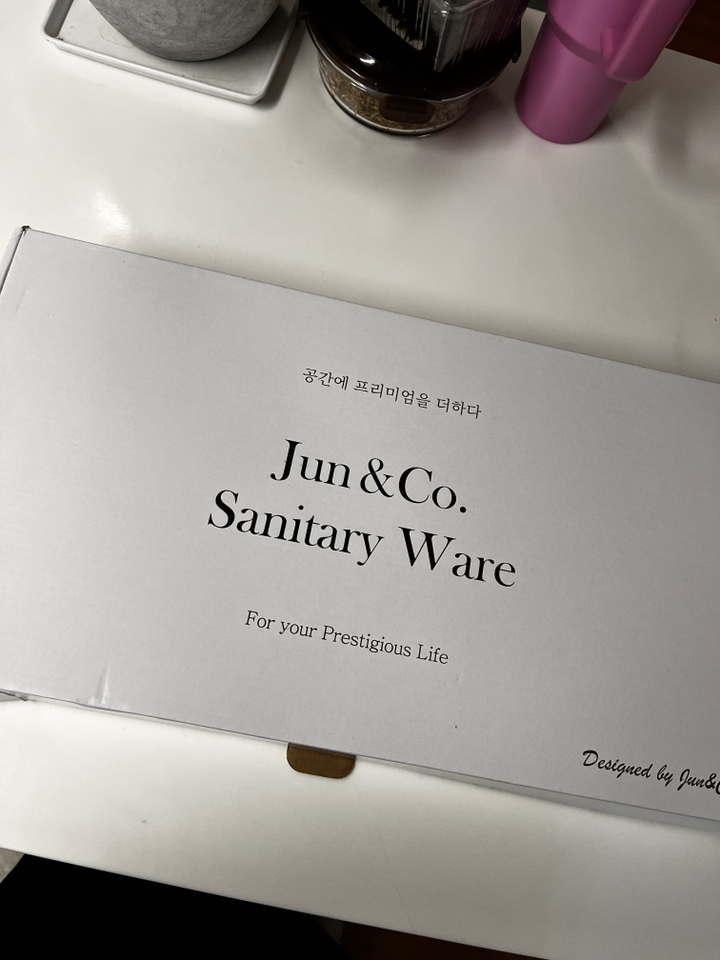 공간에 프리미엄을 더하다
Jun &Co.
Sanitary Ware
For your Prestigious Life
Designed by Jun&